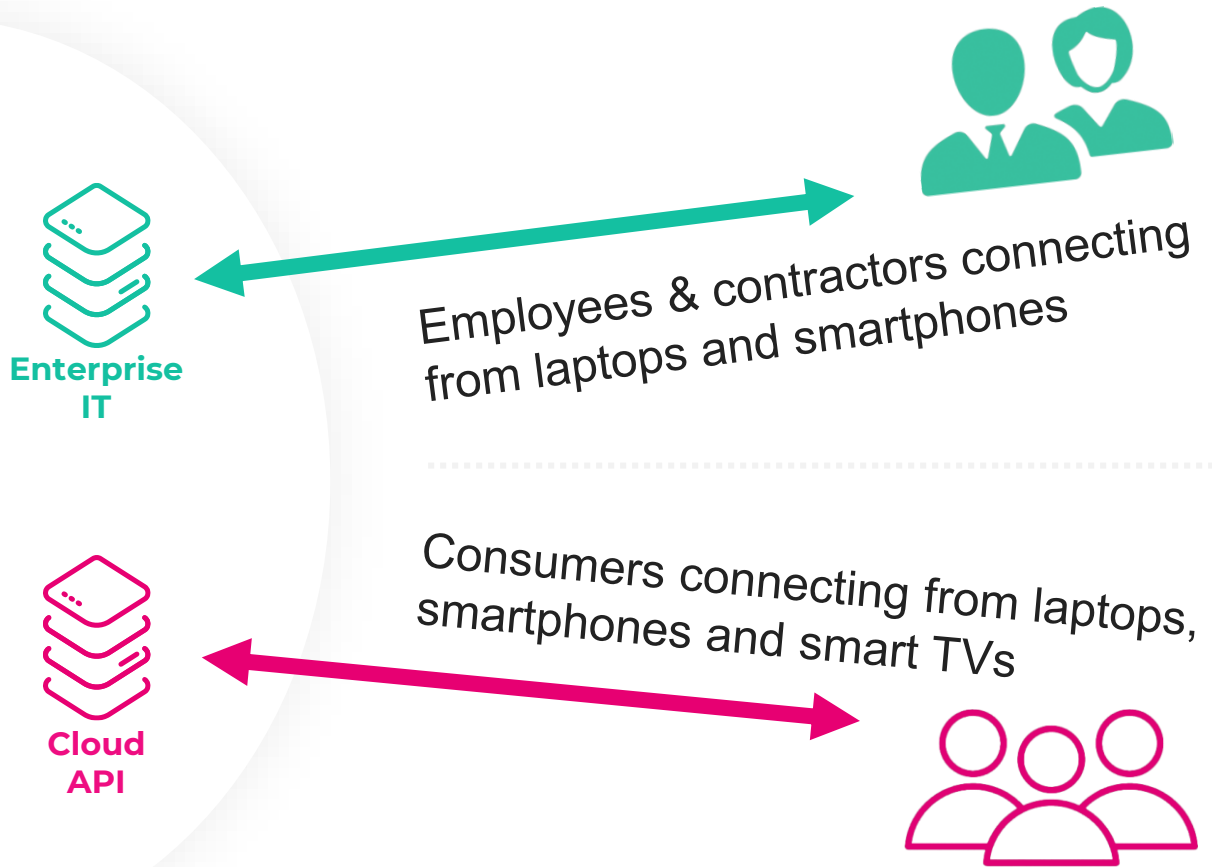 Employees & contractors connecting
from laptops and smartphones
Enterprise
IT
Consumers connecting from laptops,
smartphones and smart TVs
Cloud
API